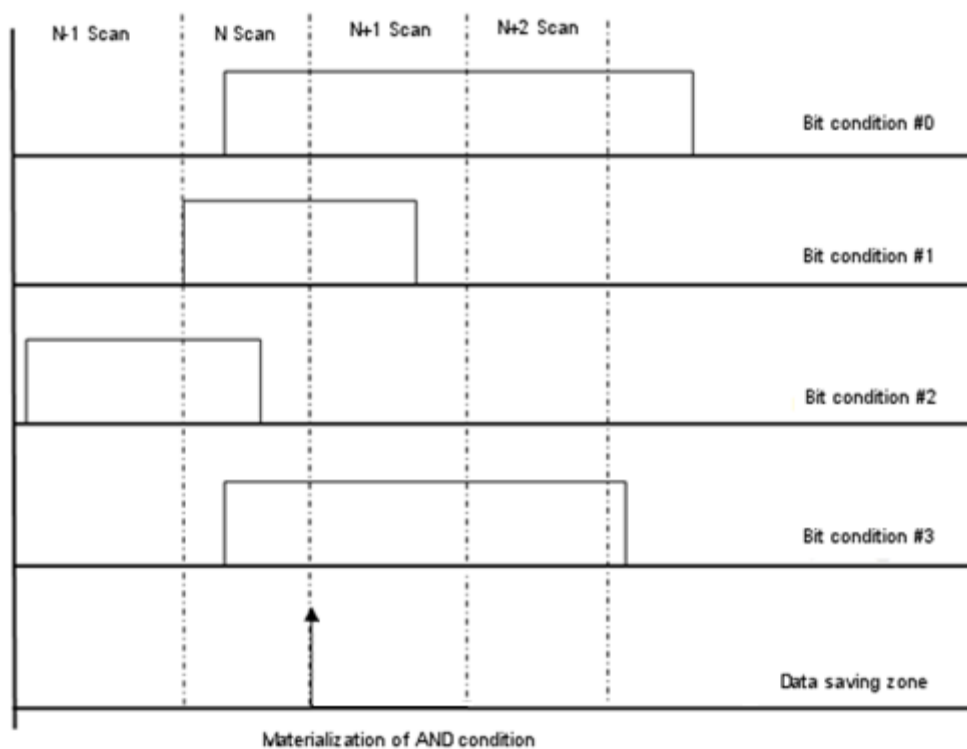 N-1 Scan
N Scan
N+1 Scan
N+2 Scan
Bit condition #0
Bit condition #1
Bit condition #2
Bit condition #3
Data saving zone
Materialization of AND condition